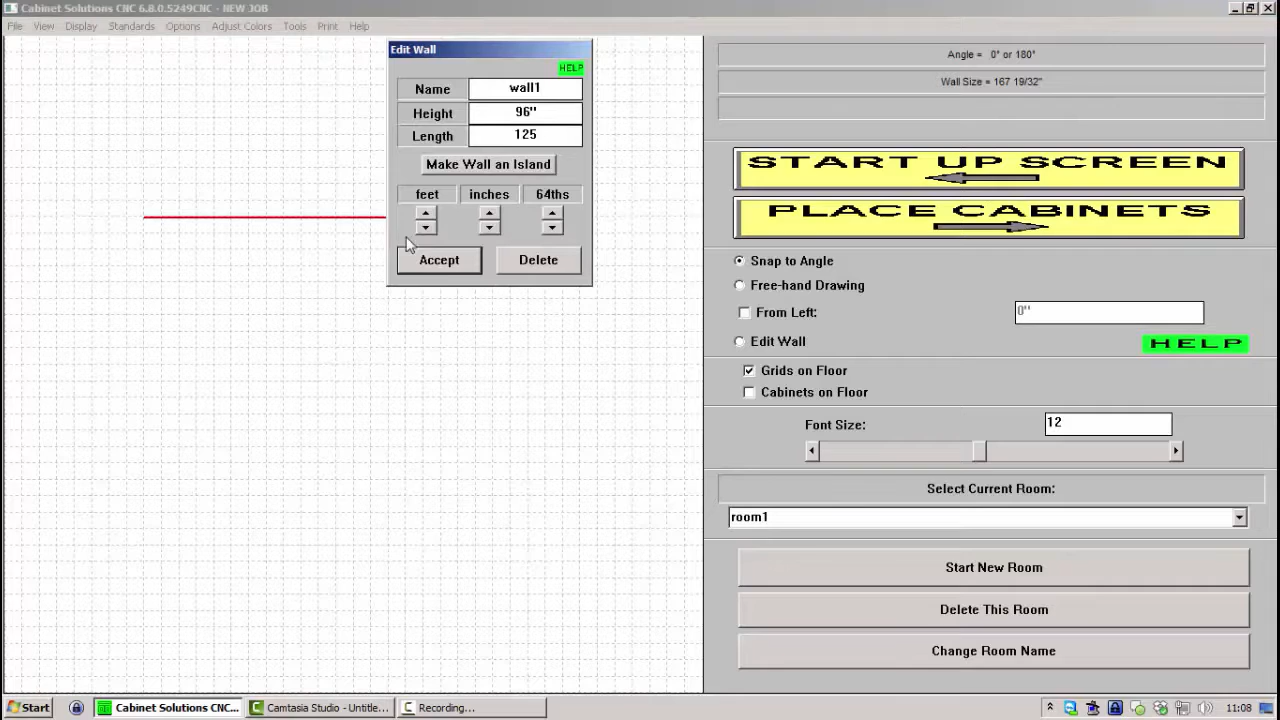 Cabinet Solutions CNC 6.8.0.5249CNC - NEW JOB
File View Display Standards Options Adjust Colors Tools Print Help
Edit Wall
HELP
Name wall1
Height 96"
Length 125
Make Wall an Island
feet inches 64ths
Accept Delete
Angle = 0° or 180°
Wall Size = 167 19/32"
START UP SCREEN
PLACE CABINETS
Snap to Angle
Free-hand Drawing
From Left: 0"
Edit Wall
HELP
Grids on Floor
Cabinets on Floor
Font Size: 12
Select Current Room:
room1
Start New Room
Delete This Room
Change Room Name
Start Cabinet Solutions CNC... Camtasia Studio - Untitle... Recording... 11:08